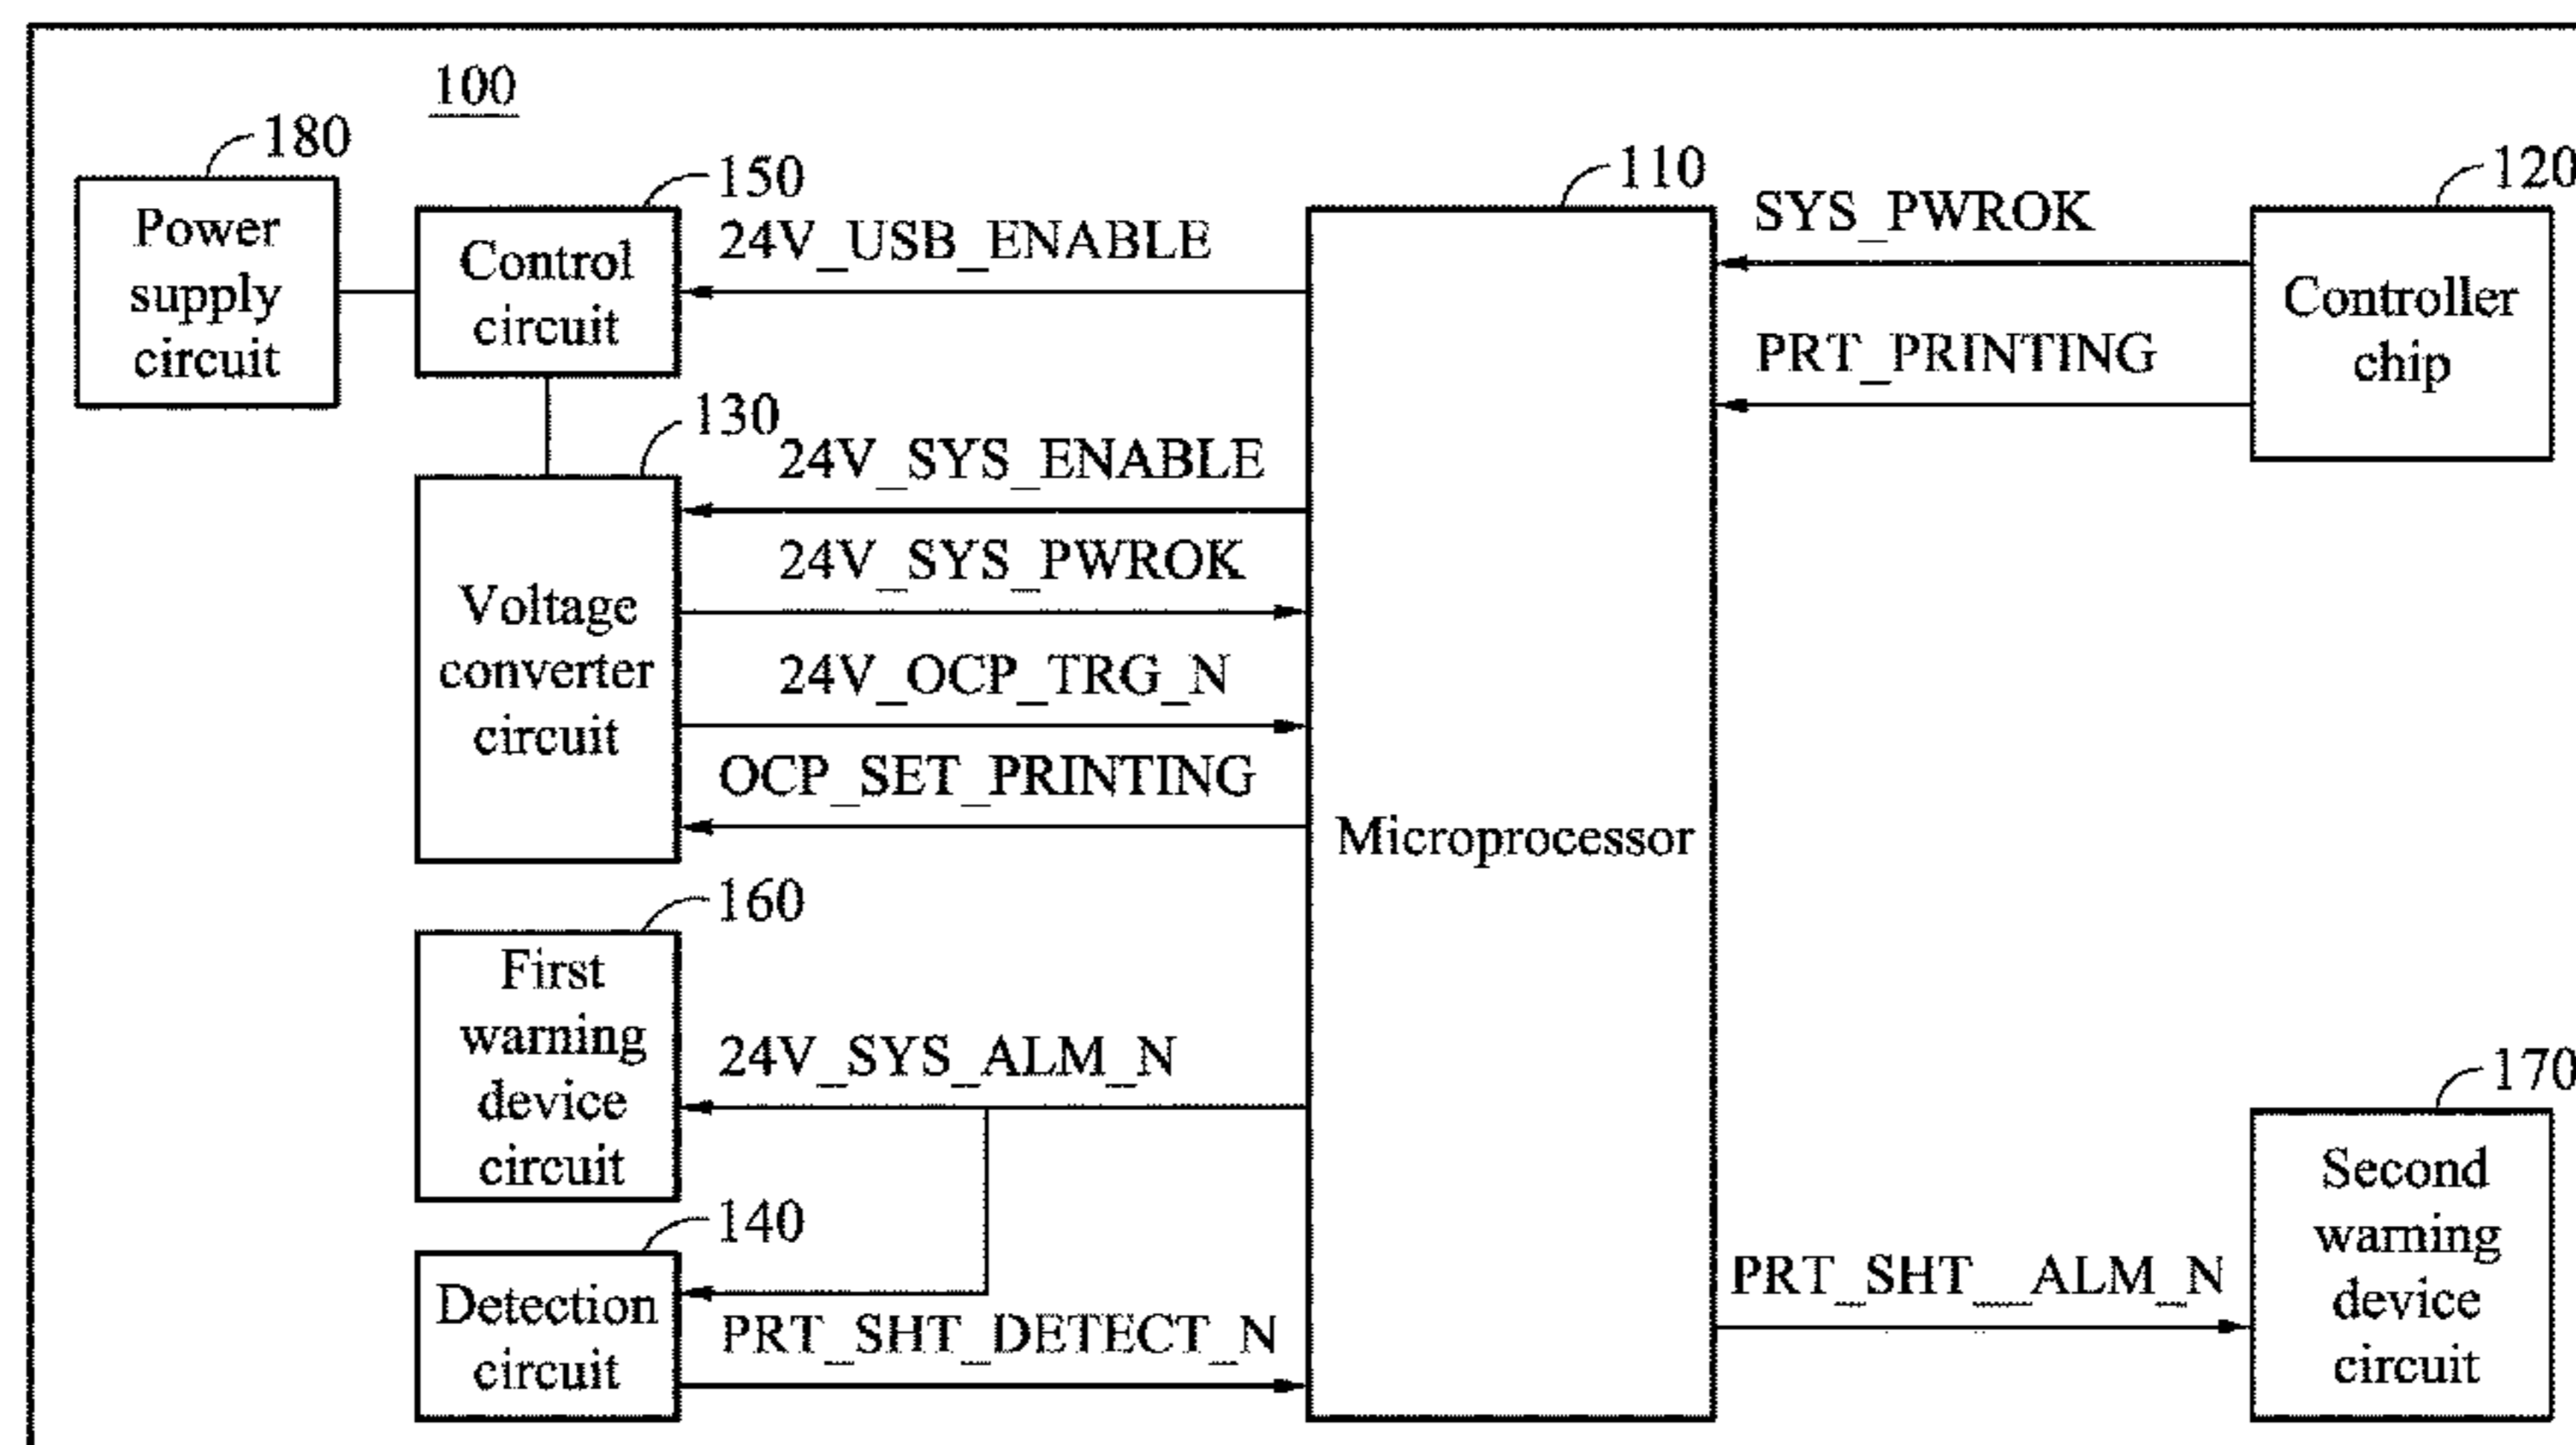 100
180
Power
supply
circuit
150
Control
circuit
24V_USB_ENABLE
110
SYS_PWROK
120
Controller
chip
PRT_PRINTING
130
Voltage
converter
circuit
24V_SYS_ENABLE
24V_SYS_PWROK
24V_OCP_TRG_N
OCP_SET_PRINTING
Microprocessor
160
First
warning
device
circuit
24V_SYS_ALM_N
140
Detection
circuit
PRT_SHT_DETECT_N
170
Second
warning
device
circuit
PRT_SHT__ALM_N